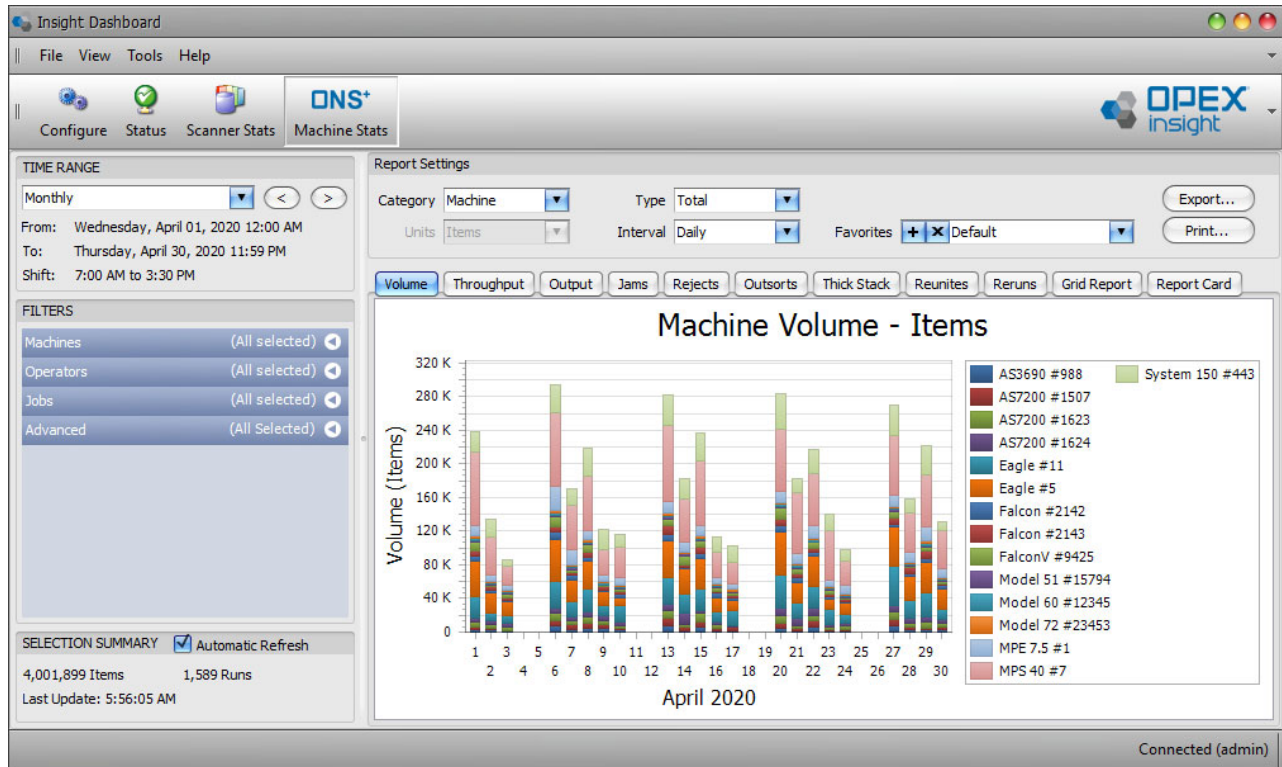 Insight Dashboard
File View Tools Help
Configure Status Scanner Stats ONS+ Machine Stats
OPEX insight
TIME RANGE
Monthly < >
From: Wednesday, April 01, 2020 12:00 AM
To: Thursday, April 30, 2020 11:59 PM
Shift: 7:00 AM to 3:30 PM
FILTERS
Machines (All selected)
Operators (All selected)
Jobs (All selected)
Advanced (All Selected)
SELECTION SUMMARY Automatic Refresh
4,001,899 Items 1,589 Runs
Last Update: 5:56:05 AM
Report Settings
Category Machine Type Total Export...
Units Items Interval Daily Favorites + x Default Print...
Volume Throughput Output Jams Rejects Outsorts Thick Stack Reunites Reruns Grid Report Report Card
Machine Volume - Items
Volume (Items)
320 K
280 K
240 K
200 K
160 K
120 K
80 K
40 K
0
1 3 5 7 9 11 13 15 17 19 21 23 25 27 29
2 4 6 8 10 12 14 16 18 20 22 24 26 28 30
April 2020
AS3690 #988 System 150 #443
AS7200 #1507
AS7200 #1623
AS7200 #1624
Eagle #11
Eagle #5
Falcon #2142
Falcon #2143
FalconV #9425
Model 51 #15794
Model 60 #12345
Model 72 #23453
MPE 7.5 #1
MPS 40 #7
Connected (admin)